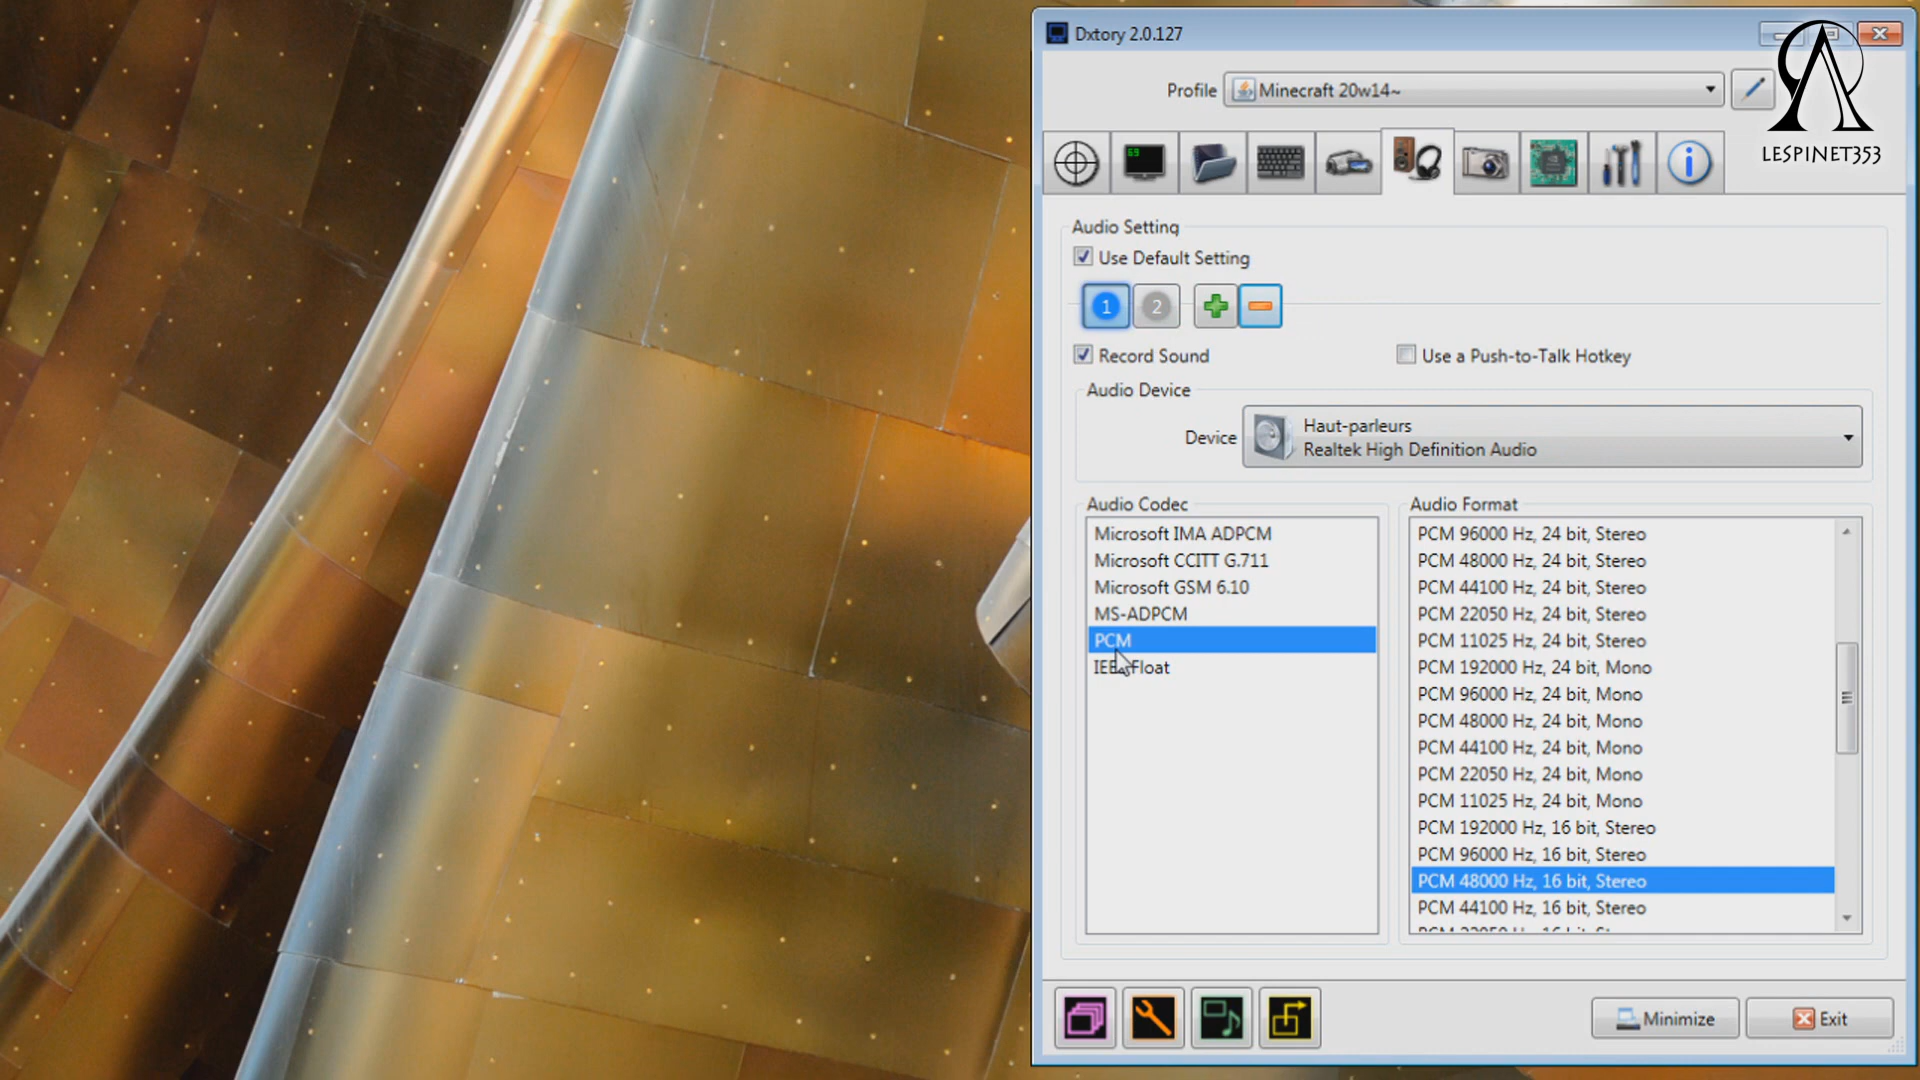 Dxtory 2.0.127
LESPINET353
Profile
Minecraft 20w14~
69
Audio Setting
Use Default Setting
1
2
Record Sound
Use a Push-to-Talk Hotkey
Audio Device
Device
Haut-parleurs
Realtek High Definition Audio
Audio Codec
Microsoft IMA ADPCM
Microsoft CCITT G.711
Microsoft GSM 6.10
MS-ADPCM
PCM
Float
Audio Format
PCM 96000 Hz, 24 bit, Stereo
PCM 48000 Hz, 24 bit, Stereo
PCM 44100 Hz, 24 bit, Stereo
PCM 22050 Hz, 24 bit, Stereo
PCM 11025 Hz, 24 bit, Stereo
PCM 192000 Hz, 24 bit, Mono
PCM 96000 Hz, 24 bit, Mono
PCM 48000 Hz, 24 bit, Mono
PCM 44100 Hz, 24 bit, Mono
PCM 22050 Hz, 24 bit, Mono
PCM 11025 Hz, 24 bit, Mono
PCM 192000 Hz, 16 bit, Stereo
PCM 96000 Hz, 16 bit, Stereo
PCM 48000 Hz, 16 bit, Stereo
PCM 44100 Hz, 16 bit, Stereo
Minimize
Exit